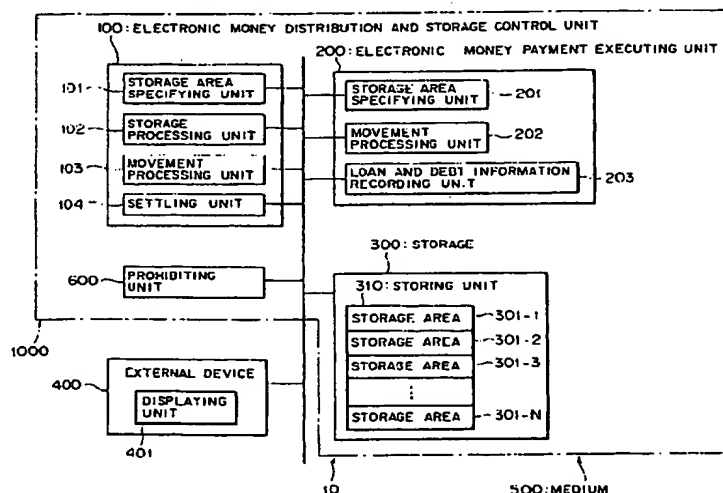 100: ELECTRONIC MONEY DISTRIBUTION AND STORAGE CONTROL UNIT
101
STORAGE AREA
SPECIFYING UNIT
102
STORAGE
PROCESSING UNIT
103
MOVEMENT
PROCESSING UNIT
104
SETTLING UNIT
200: ELECTRONIC MONEY PAYMENT EXECUTING UNIT
STORAGE AREA
SPECIFYING UNIT
201
MOVEMENT
PROCESSING UNIT
202
LOAN AND DEBT INFORMATION
RECORDING UNIT
203
600
PROHIBITING
UNIT
300: STORAGE
310: STORING UNIT
STORAGE AREA
301-1
STORAGE AREA
301-2
STORAGE AREA
301-3
⋮
STORAGE AREA
301-N
1000
400
EXTERNAL DEVICE
DISPLAYING
UNIT
401
10
500: MEDIUM